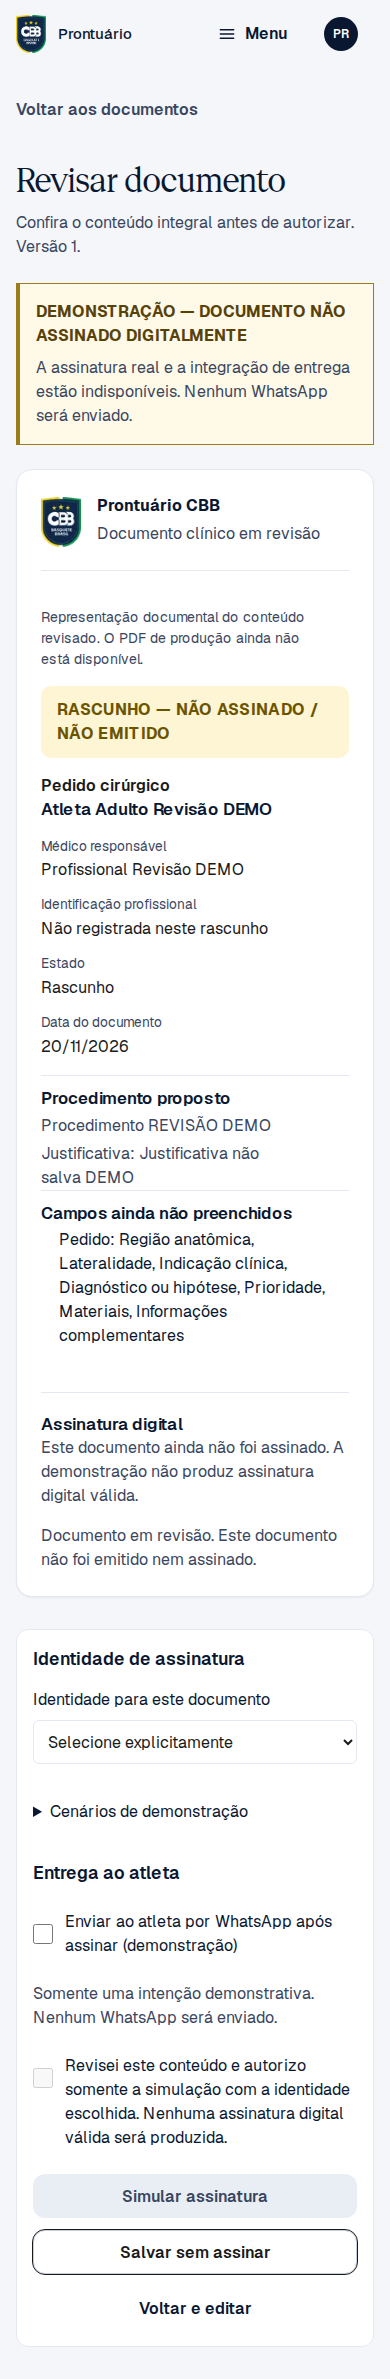 CBB
Prontuário
Menu
PR
Voltar aos documentos
Revisar documento
Confira o conteúdo integral antes de autorizar.
Versão 1.
DEMONSTRAÇÃO — DOCUMENTO NÃO
ASSINADO DIGITALMENTE
A assinatura real e a integração de entrega
estão indisponíveis. Nenhum WhatsApp
será enviado.
CBB
BASQUETE
BRASIL
Prontuário CBB
Documento clínico em revisão
Representação documental do conteúdo
revisado. O PDF de produção ainda não
está disponível.
RASCUNHO — NÃO ASSINADO /
NÃO EMITIDO
Pedido cirúrgico
Atleta Adulto Revisão DEMO
Médico responsável
Profissional Revisão DEMO
Identificação profissional
Não registrada neste rascunho
Estado
Rascunho
Data do documento
20/11/2026
Procedimento proposto
Procedimento REVISÃO DEMO
Justificativa: Justificativa não
salva DEMO
Campos ainda não preenchidos
Pedido: Região anatômica,
Lateralidade, Indicação clínica,
Diagnóstico ou hipótese, Prioridade,
Materiais, Informações
complementares
Assinatura digital
Este documento ainda não foi assinado. A
demonstração não produz assinatura
digital válida.
Documento em revisão. Este documento
não foi emitido nem assinado.
Identidade de assinatura
Identidade para este documento
Selecione explicitamente
Cenários de demonstração
Entrega ao atleta
Enviar ao atleta por WhatsApp após
assinar (demonstração)
Somente uma intenção demonstrativa.
Nenhum WhatsApp será enviado.
Revisei este conteúdo e autorizo
somente a simulação com a identidade
escolhida. Nenhuma assinatura digital
válida será produzida.
Simular assinatura
Salvar sem assinar
Voltar e editar